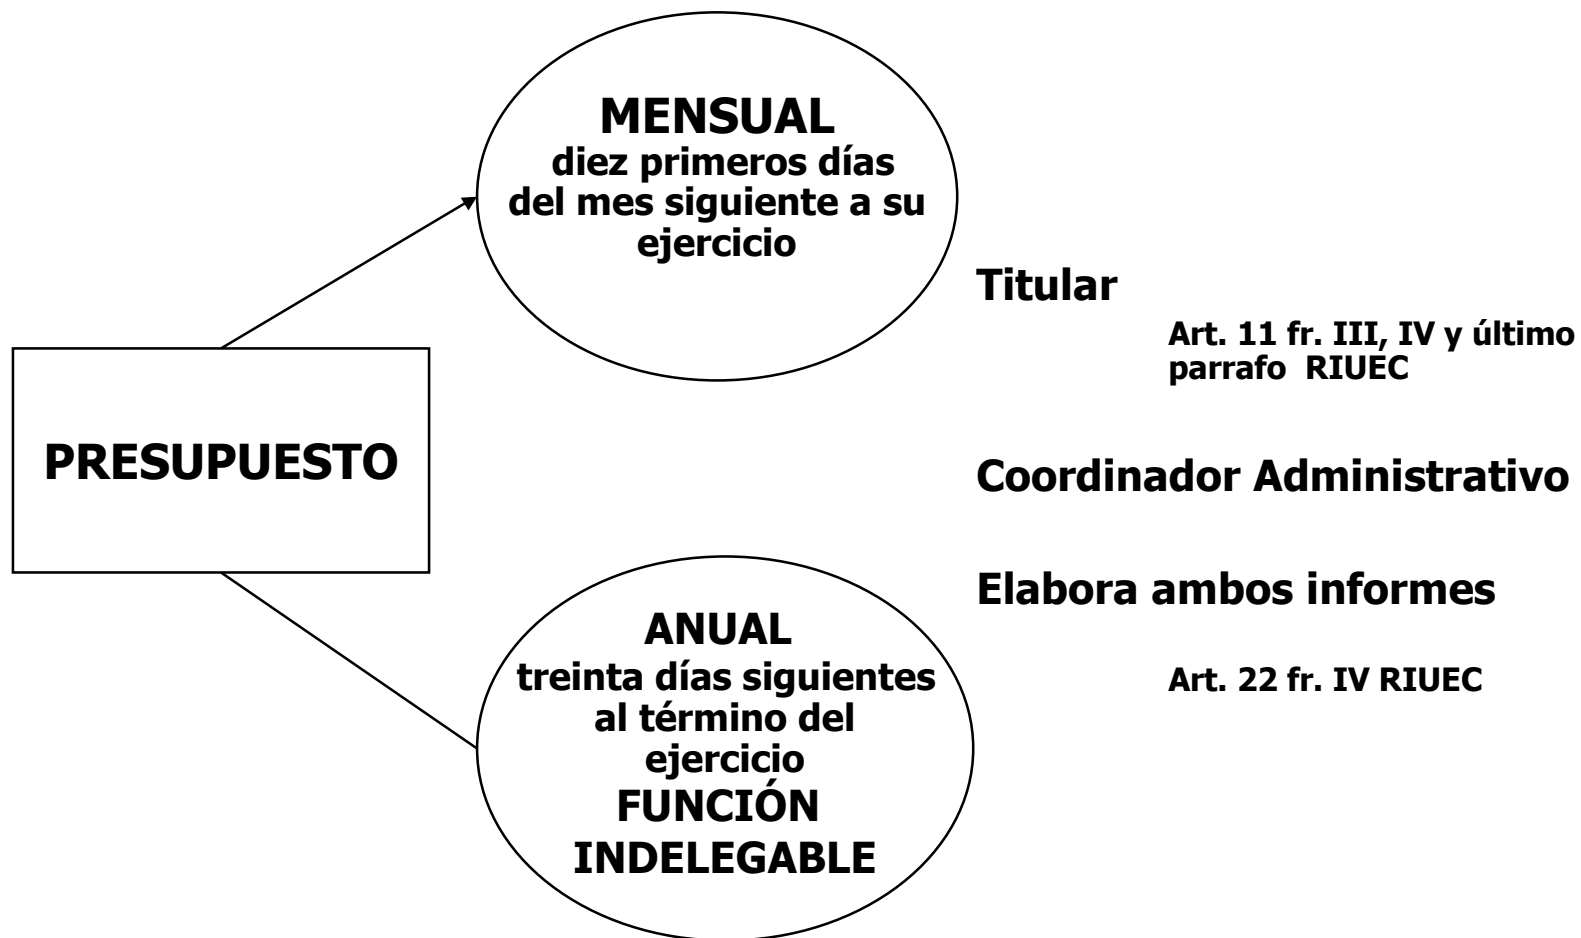 MENSUAL
diez primeros días
del mes siguiente a su
ejercicio
Titular
Art. 11 fr. III, IV y último
parrafo RIUEC
PRESUPUESTO
Coordinador Administrativo
Elabora ambos informes
Art. 22 fr. IV RIUEC
ANUAL
treinta días siguientes
al término del
ejercicio
FUNCIÓN
INDELEGABLE